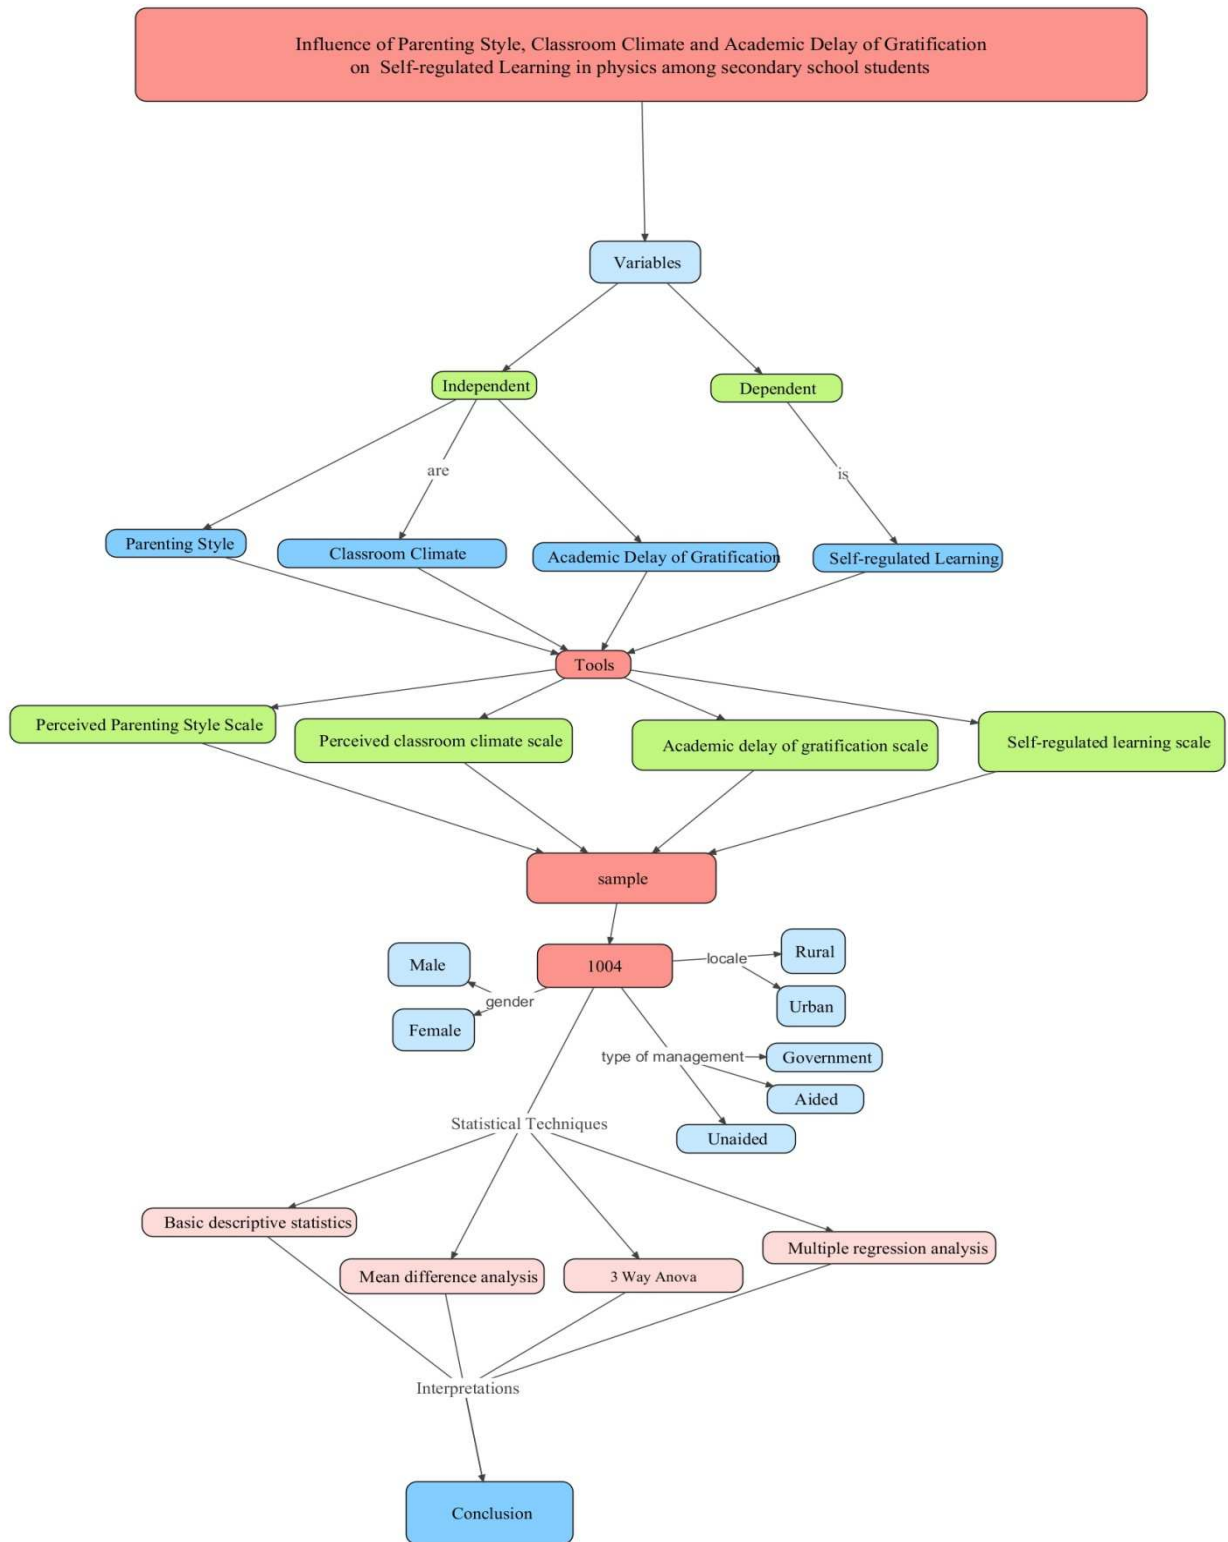 Influence of Parenting Style, Classroom Climate and Academic Delay of Gratification
on Self-regulated Learning in physics among secondary school students
Variables
Independent
Dependent
are
is
Parenting Style
Classroom Climate
Academic Delay of Gratification
Self-regulated Learning
Tools
Perceived Parenting Style Scale
Perceived classroom climate scale
Academic delay of gratification scale
Self-regulated learning scale
sample
1004
Male
Female
gender
locale
Rural
Urban
type of management
Government
Aided
Unaided
Statistical Techniques
Basic descriptive statistics
Mean difference analysis
3 Way Anova
Multiple regression analysis
Interpretations
Conclusion